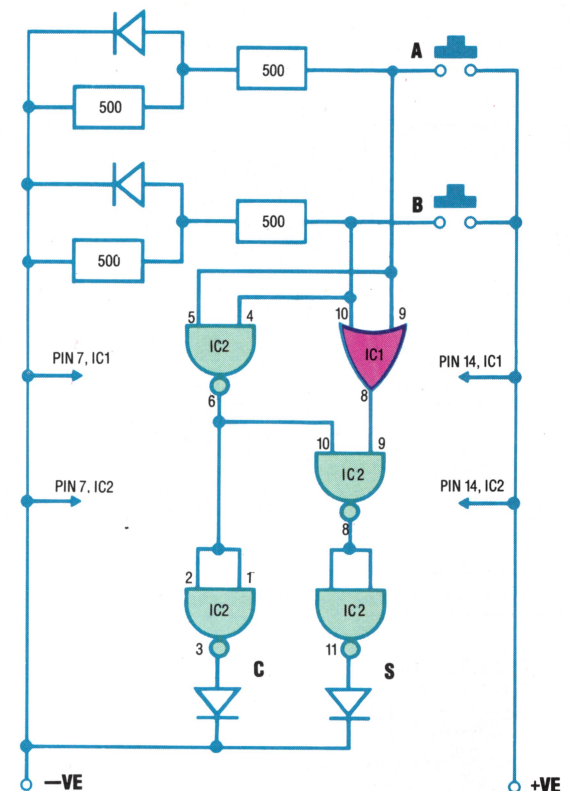 A
500
500
B
500
500
5 4
10 9
IC2
IC1
PIN 7, IC1
PIN 14, IC1
6
8
10 9
IC2
PIN 7, IC2
PIN 14, IC2
8
2 1
IC2
IC2
3
11
C
S
—VE
+VE